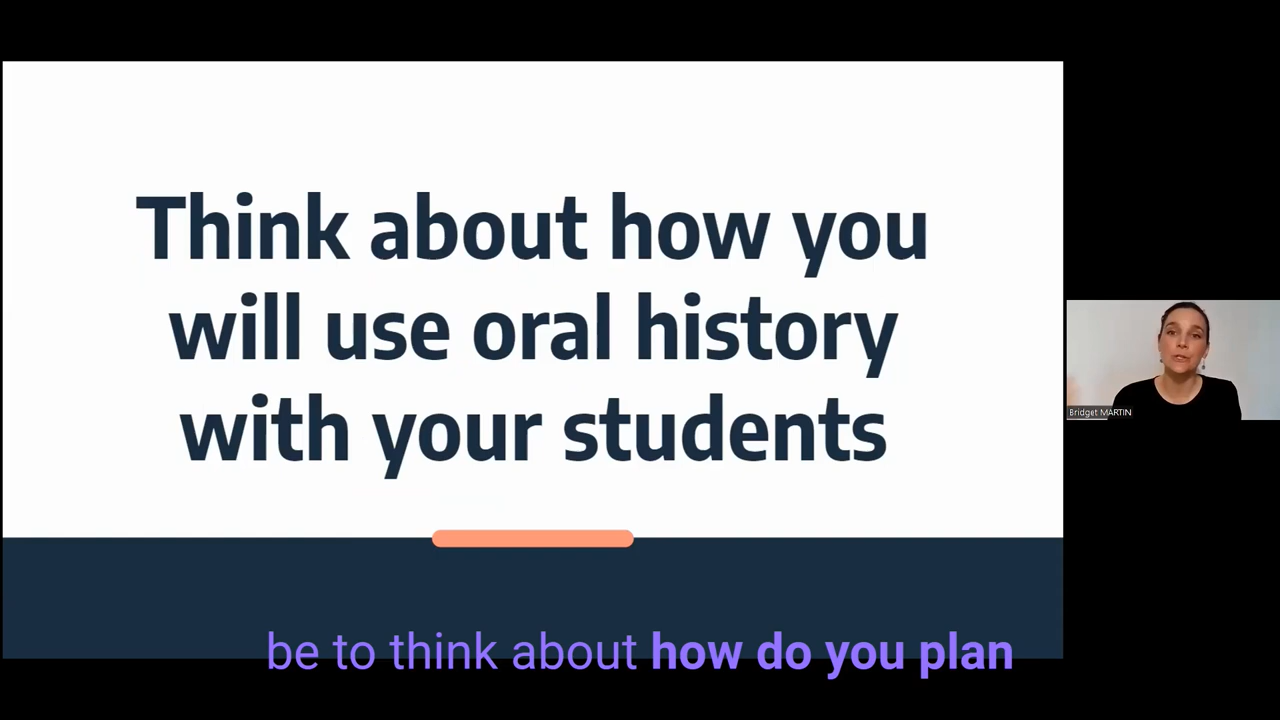 Think about how you
will use oral history
with your students
Bridget MARTIN
be to think about how do you plan